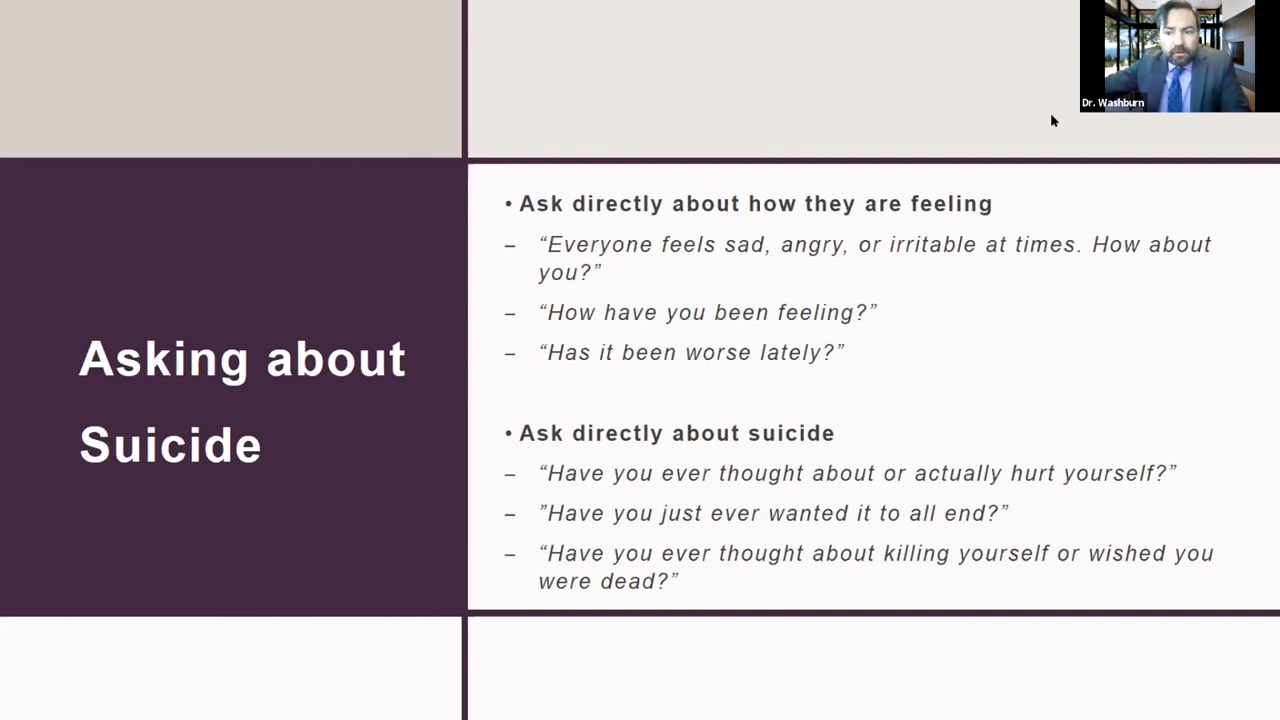 Dr. Washburn
Asking about
Suicide
• Ask directly about how they are feeling
– “Everyone feels sad, angry, or irritable at times. How about
you?”
– “How have you been feeling?”
– “Has it been worse lately?”
• Ask directly about suicide
– “Have you ever thought about or actually hurt yourself?”
– ”Have you just ever wanted it to all end?”
– “Have you ever thought about killing yourself or wished you
were dead?”